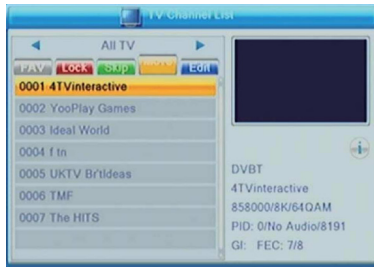 TV Channel List
All TV
FAV Lock Skip Move Edit
0001 4TVinteractive
0002 YooPlay Games
0003 Ideal World
0004 f tn
0005 UKTV Br'tIdeas
0006 TMF
0007 The HITS
DVBT
4TVinteractive
858000/8K/64QAM
PID: 0/No Audio/8191
GI: FEC: 7/8